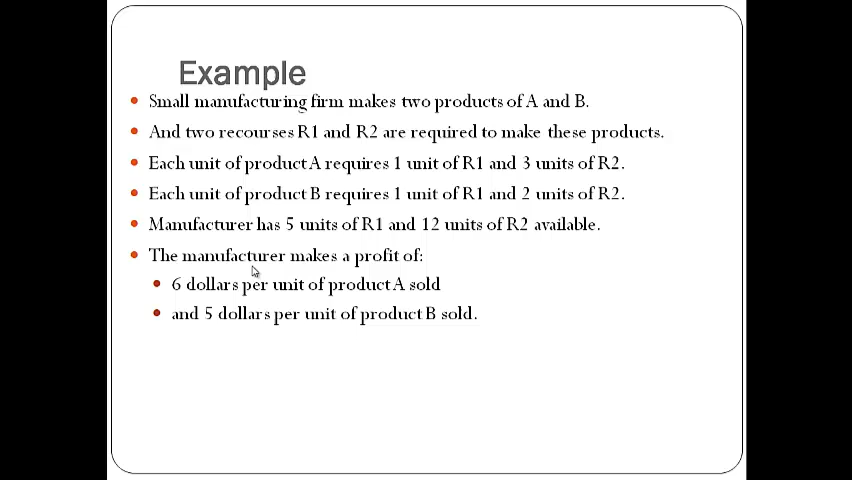 Example
Small manufacturing firm makes two products of A and B.
And two recourses R1 and R2 are required to make these products.
Each unit of product A requires 1 unit of R1 and 3 units of R2.
Each unit of product B requires 1 unit of R1 and 2 units of R2.
Manufacturer has 5 units of R1 and 12 units of R2 available.
The manufacturer makes a profit of:
6 dollars per unit of product A sold
and 5 dollars per unit of product B sold.